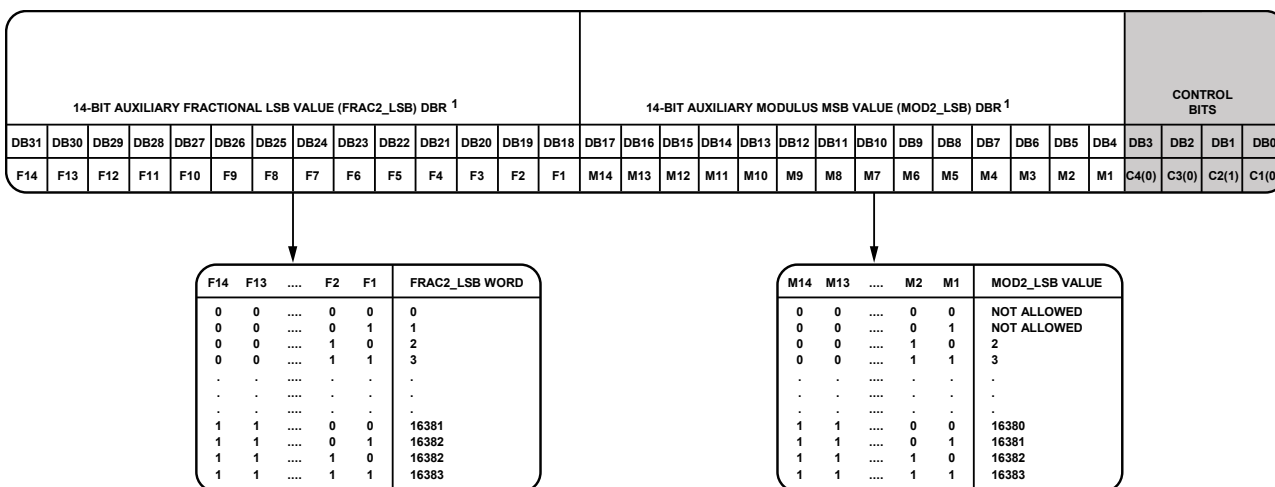 14-BIT AUXILIARY FRACTIONAL LSB VALUE (FRAC2_LSB) DBR 1
14-BIT AUXILIARY MODULUS MSB VALUE (MOD2_LSB) DBR 1
CONTROL
BITS
DB31 DB30 DB29 DB28 DB27 DB26 DB25 DB24 DB23 DB22 DB21 DB20 DB19 DB18 DB17 DB16 DB15 DB14 DB13 DB12 DB11 DB10 DB9 DB8 DB7 DB6 DB5 DB4 DB3 DB2 DB1 DB0
F14 F13 F12 F11 F10 F9 F8 F7 F6 F5 F4 F3 F2 F1 M14 M13 M12 M11 M10 M9 M8 M7 M6 M5 M4 M3 M2 M1 C4(0) C3(0) C2(1) C1(0
F14 F13 .... F2 F1 FRAC2_LSB WORD
0 0 .... 0 0 0
0 0 .... 0 1 1
0 0 .... 1 0 2
0 0 .... 1 1 3
. . .... . . .
. . .... . . .
. . .... . . .
1 1 .... 0 0 16381
1 1 .... 0 1 16382
1 1 .... 1 0 16382
1 1 .... 1 1 16383
M14 M13 .... M2 M1 MOD2_LSB VALUE
0 0 .... 0 0 NOT ALLOWED
0 0 .... 0 1 NOT ALLOWED
0 0 .... 1 0 2
0 0 .... 1 1 3
. . .... . . .
. . .... . . .
. . .... . . .
1 1 .... 0 0 16380
1 1 .... 0 1 16381
1 1 .... 1 0 16382
1 1 .... 1 1 16383